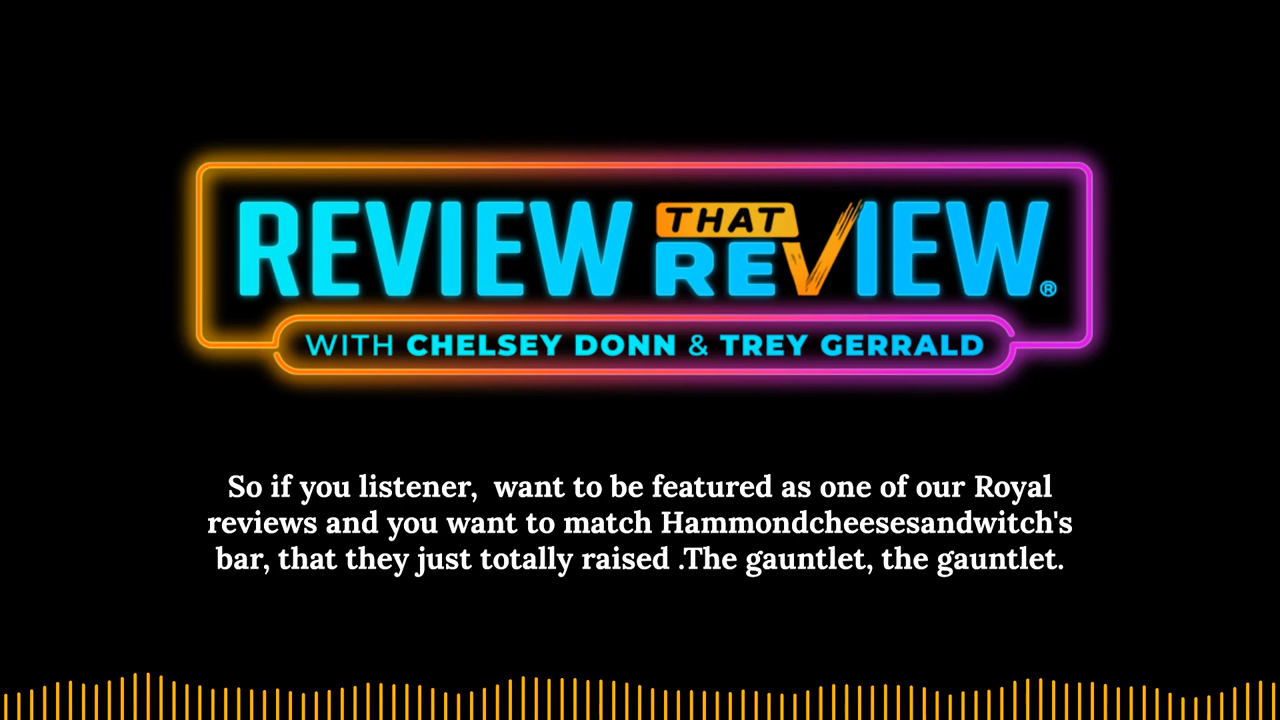 REVIEW THAT REVIEW®
WITH CHELSEY DONN & TREY GERRALD
So if you listener,  want to be featured as one of our Royal
reviews and you want to match Hammondcheesesandwitch's
bar, that they just totally raised .The gauntlet, the gauntlet.